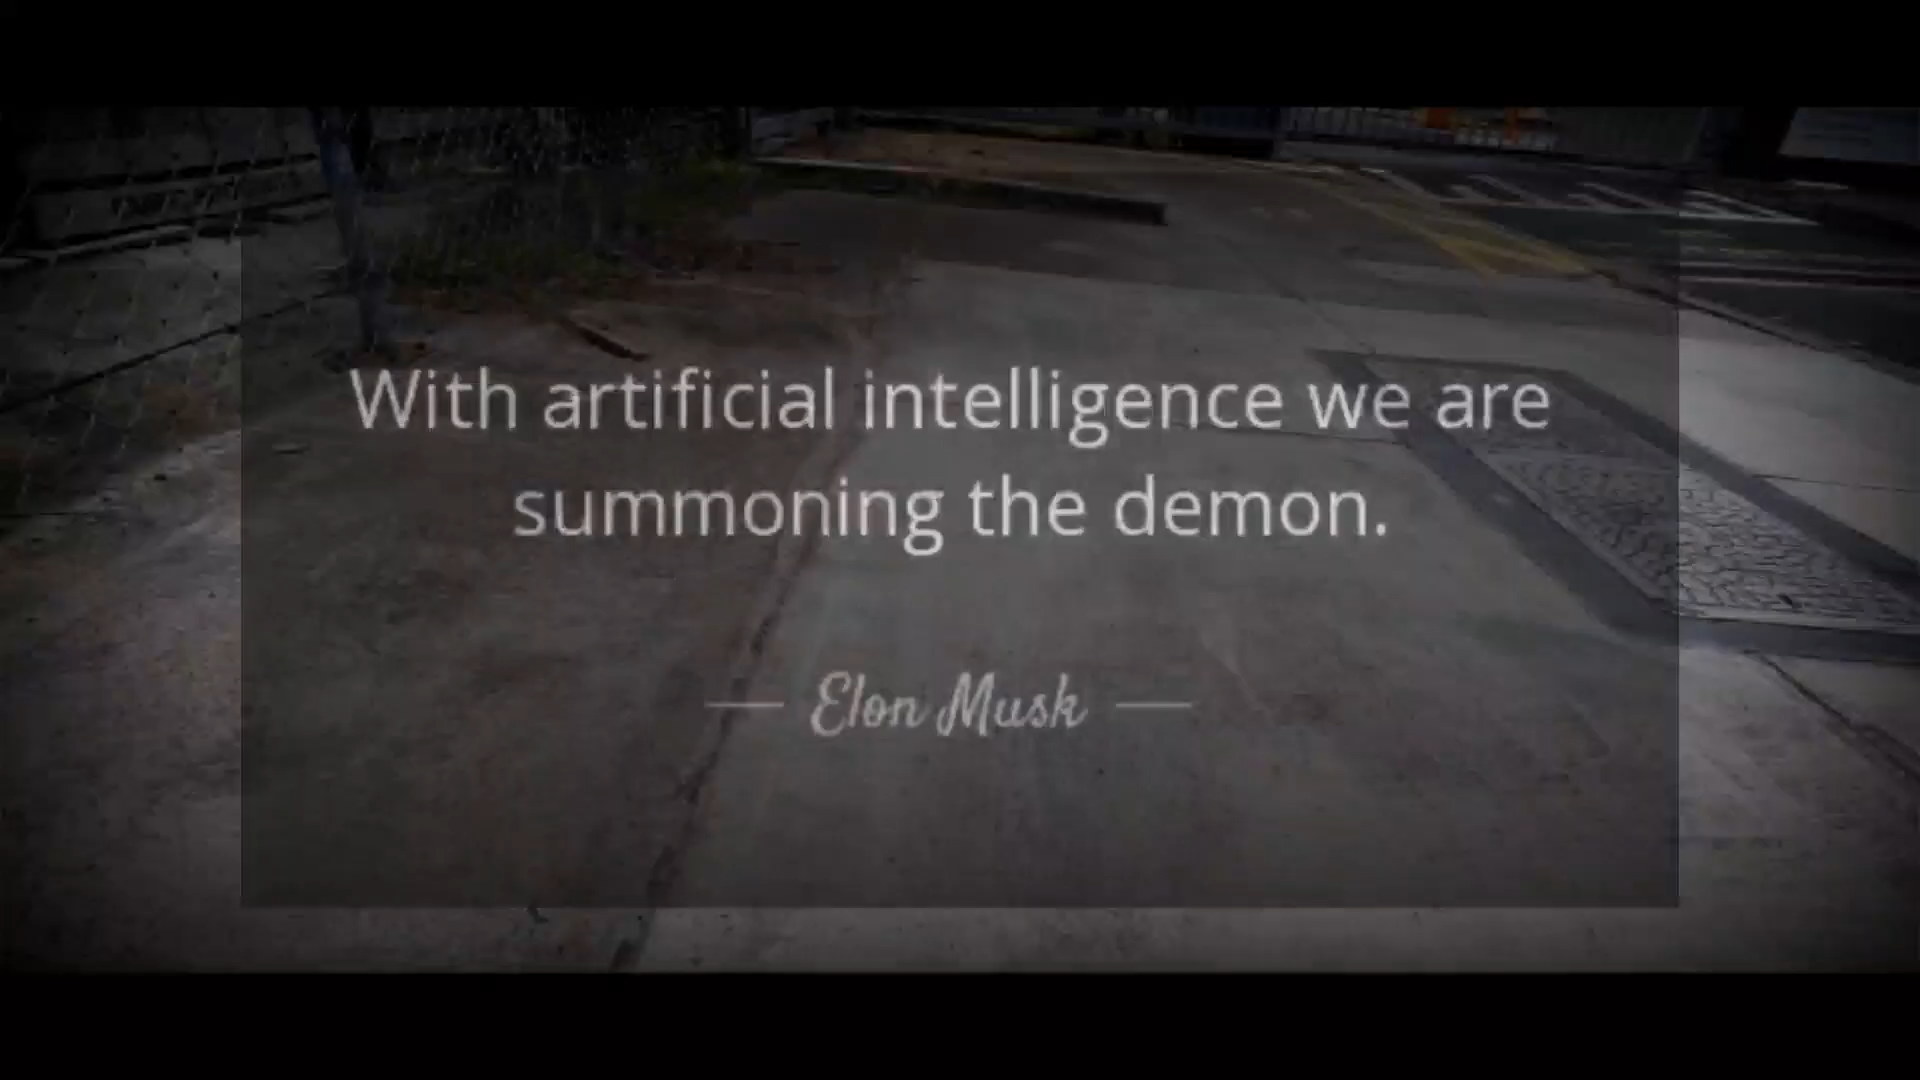 With artificial intelligence we are
summoning the demon.
Elon Musk